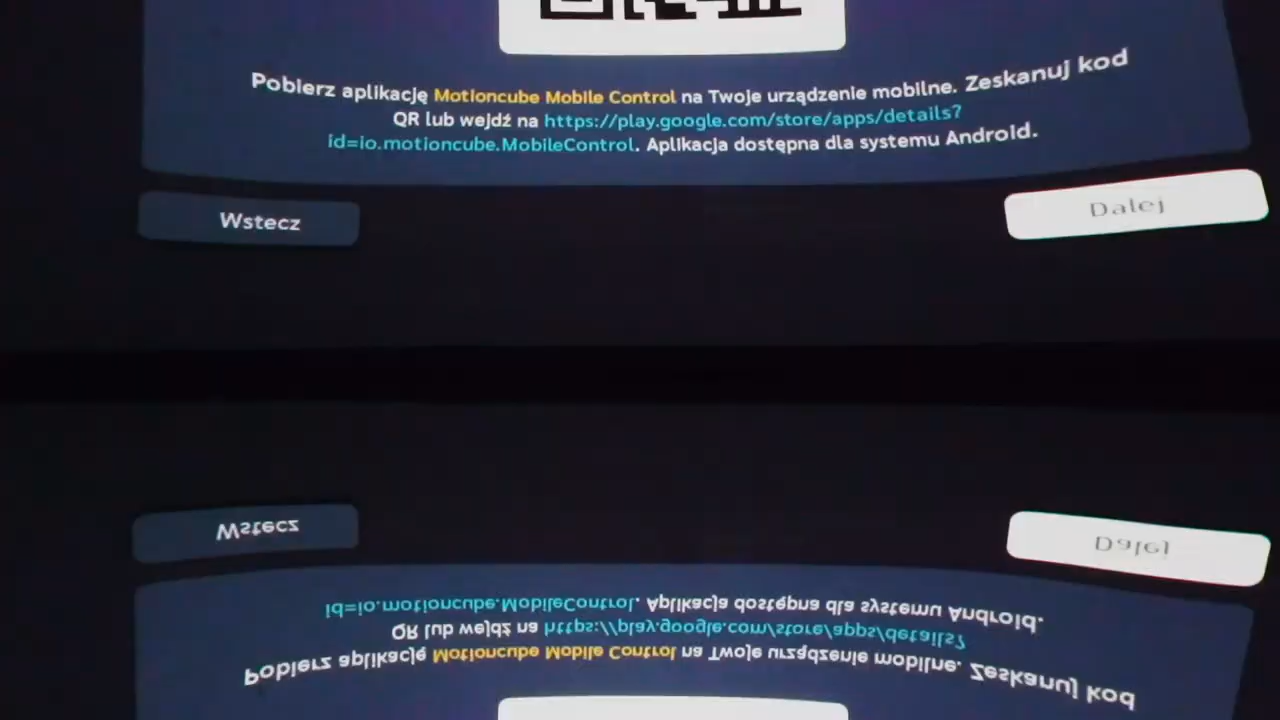 Pobierz aplikację Motioncube Mobile Control na Twoje urządzenie mobilne. Zeskanuj kod
QR lub wejdź na https://play.google.com/store/apps/details?
id=io.motioncube.MobileControl. Aplikacja dostępna dla systemu Android.
Wstecz
Dalej
Wstecz
Dalej
id=io.motioncube.MobileControl. Aplikacja dostępna dla systemu Android.
QR lub wejdź na https://play.google.com/store/apps/details?
Pobierz aplikację Motioncube Mobile Control na Twoje urządzenie mobilne. Zeskanuj kod